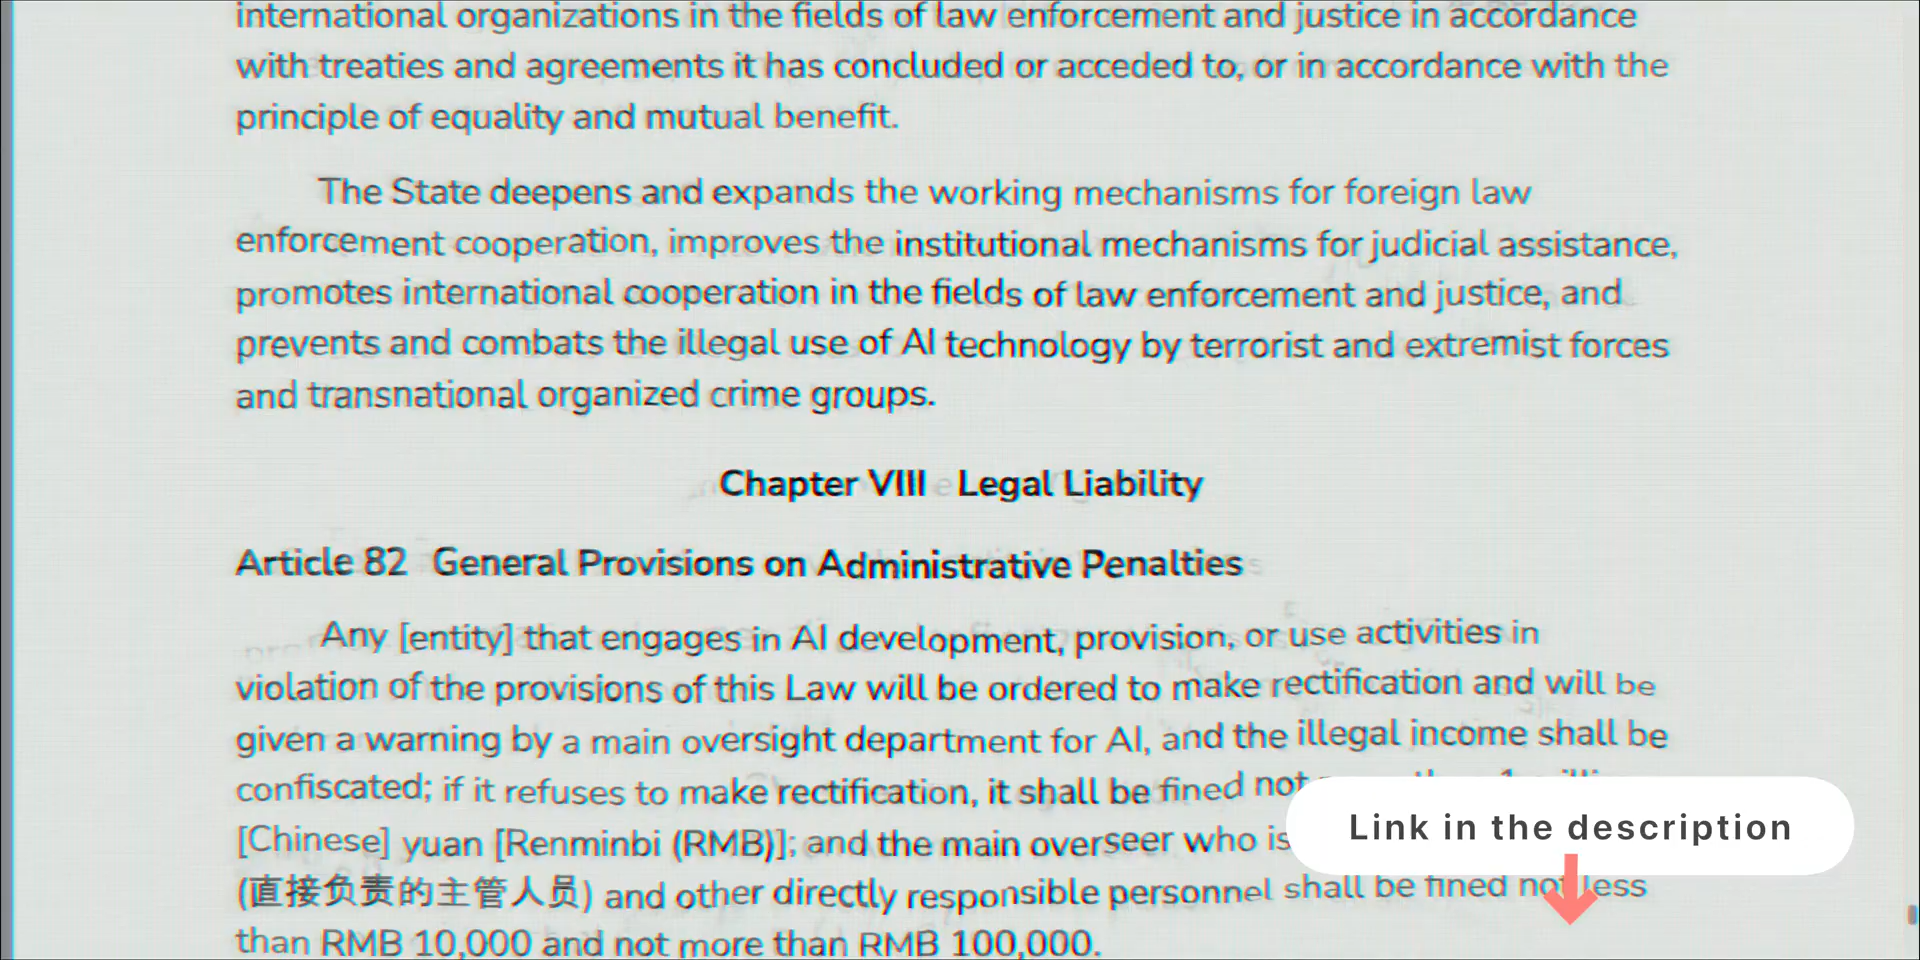 international organizations in the fields of law enforcement and justice in accordance
with treaties and agreements it has concluded or acceded to, or in accordance with the
principle of equality and mutual benefit.
The State deepens and expands the working mechanisms for foreign law
enforcement cooperation, improves the institutional mechanisms for judicial assistance,
promotes international cooperation in the fields of law enforcement and justice, and
prevents and combats the illegal use of AI technology by terrorist and extremist forces
and transnational organized crime groups.
Chapter VIII Legal Liability
Article 82 General Provisions on Administrative Penalties
Any [entity] that engages in AI development, provision, or use activities in
violation of the provisions of this Law will be ordered to make rectification and will be
given a warning by a main oversight department for AI, and the illegal income shall be
confiscated; if it refuses to make rectification, it shall be fined not
[Chinese] yuan [Renminbi (RMB)]; and the main overseer who is
Link in the description
(直接负责的主管人员) and other directly responsible personnel shall be fined not less
than RMB 10,000 and not more than RMB 100,000.